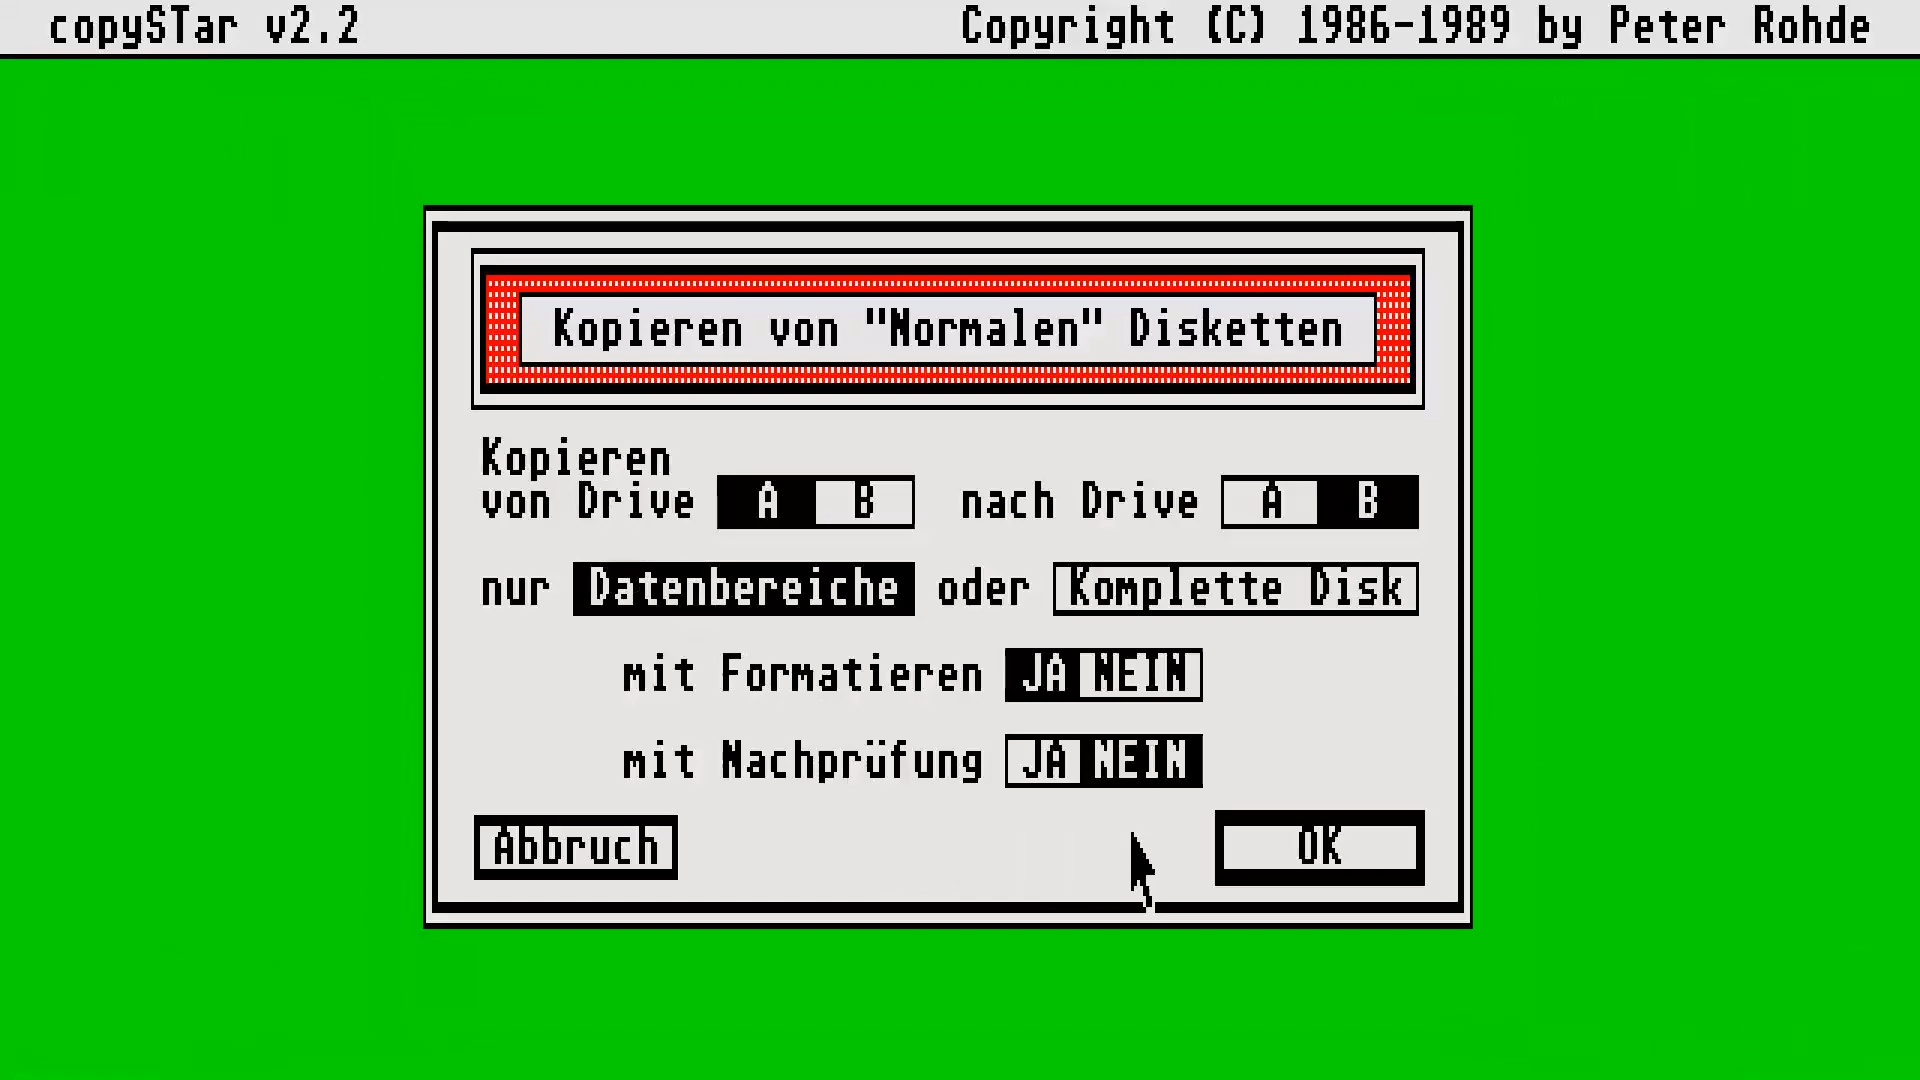 copySTar v2.2 Copyright (C) 1986-1989 by Peter Rohde
Kopieren von "Normalen" Disketten
Kopieren
von Drive A B nach Drive A B
nur Datenbereiche oder Komplette Disk
mit Formatieren JA NEIN
mit Nachprüfung JA NEIN
Abbruch OK